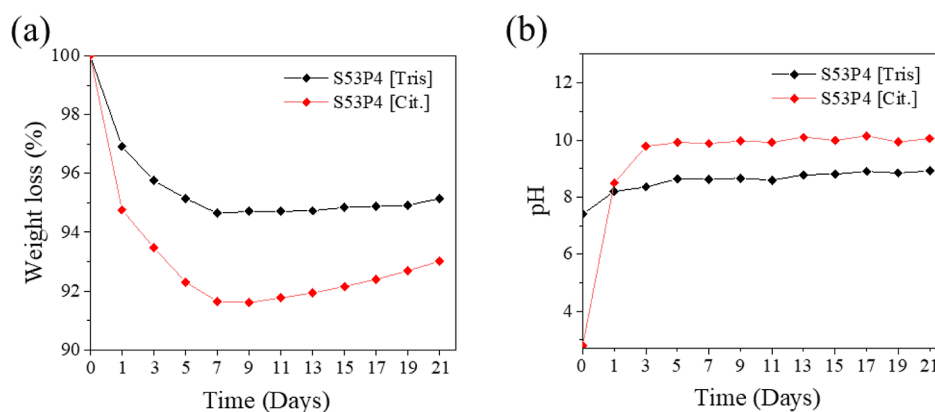 (a)
100
98
96
94
92
90
Weight loss (%)
S53P4 [Tris]
S53P4 [Cit.]
0 1 3 5 7 9 11 13 15 17 19 21
Time (Days)
(b)
12
10
8
6
4
pH
S53P4 [Tris]
S53P4 [Cit.]
0 1 3 5 7 9 11 13 15 17 19 21
Time (Days)